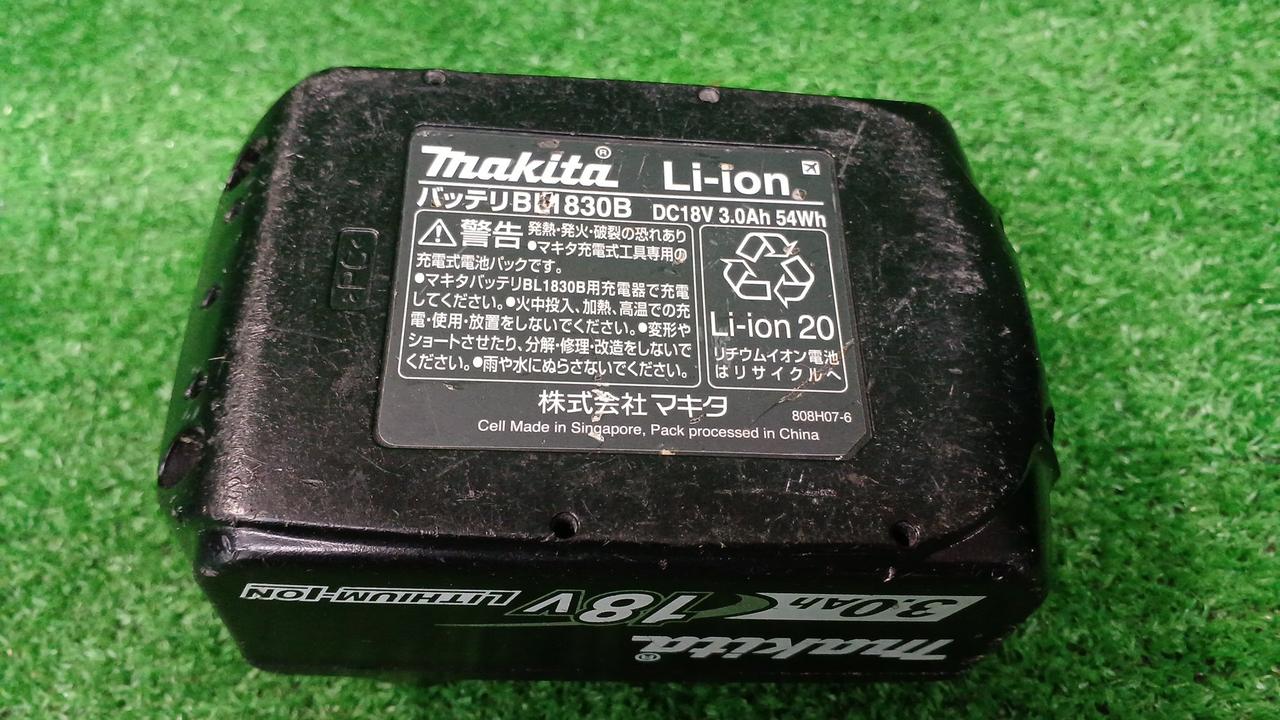 makita® Li-ion
バッテリBL1830B DC18V 3.0Ah 54Wh
警告 発熱・発火・破裂の恐れあり
●マキタ充電式工具専用の
充電式電池パックです。
●マキタバッテリBL1830B用充電器で充電
してください。●火中投入、加熱、高温での充
電・使用・放置をしないでください。●変形や
ショートさせたり、分解・修理・改造をしないで
ください。●雨や水にぬらさないでください。
Li-ion 20
リチウムイオン電池
はリサイクルへ
株式会社マキタ
808H07-6
Cell Made in Singapore, Pack processed in China
makita®
3.0Ah 18V LITHIUM-ION